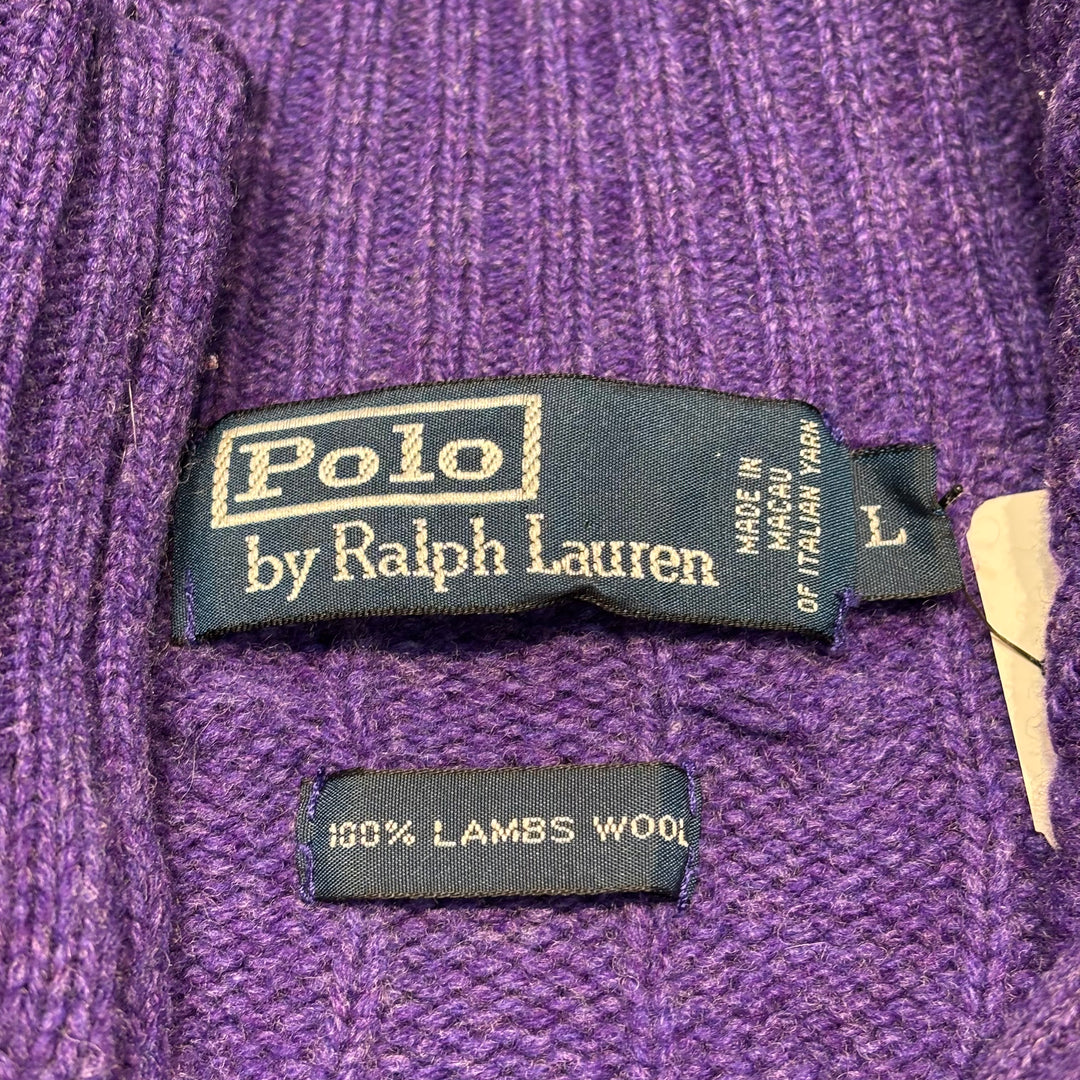 Polo
by Ralph Lauren
MADE IN
MACAU
OF ITALIAN YARN
L
100% LAMBS WOOL